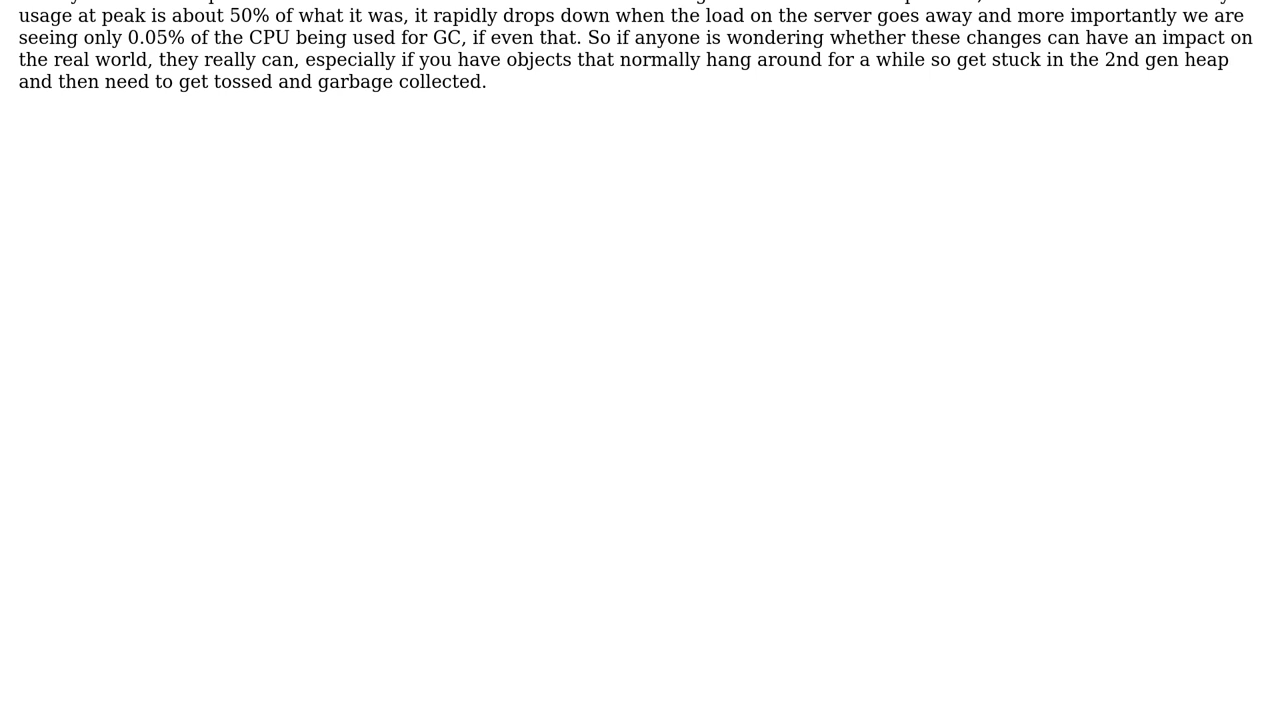 usage at peak is about 50% of what it was, it rapidly drops down when the load on the server goes away and more importantly we are
seeing only 0.05% of the CPU being used for GC, if even that. So if anyone is wondering whether these changes can have an impact on
the real world, they really can, especially if you have objects that normally hang around for a while so get stuck in the 2nd gen heap
and then need to get tossed and garbage collected.